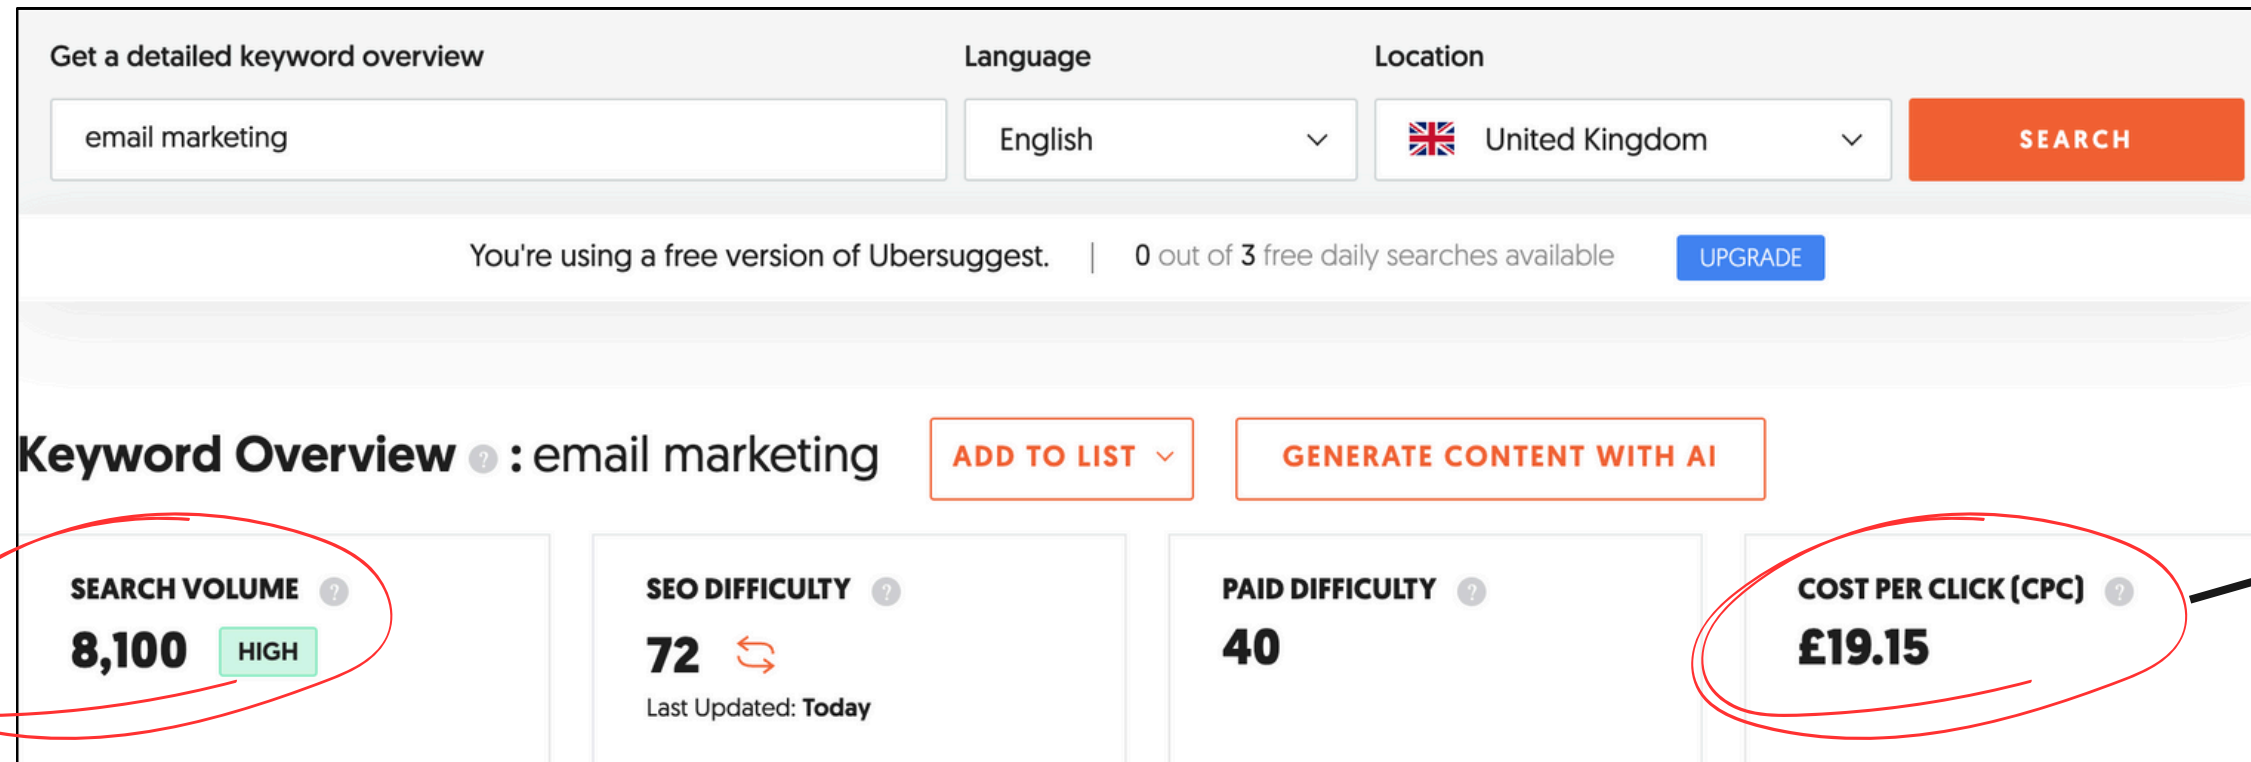 Get a detailed keyword overview
Language
Location
email marketing
English
United Kingdom
SEARCH
You're using a free version of Ubersuggest. | 0 out of 3 free daily searches available UPGRADE
Keyword Overview ? : email marketing
ADD TO LIST
GENERATE CONTENT WITH AI
SEARCH VOLUME ?
8,100 HIGH
SEO DIFFICULTY ?
72
Last Updated: Today
PAID DIFFICULTY ?
40
COST PER CLICK (CPC) ?
£19.15